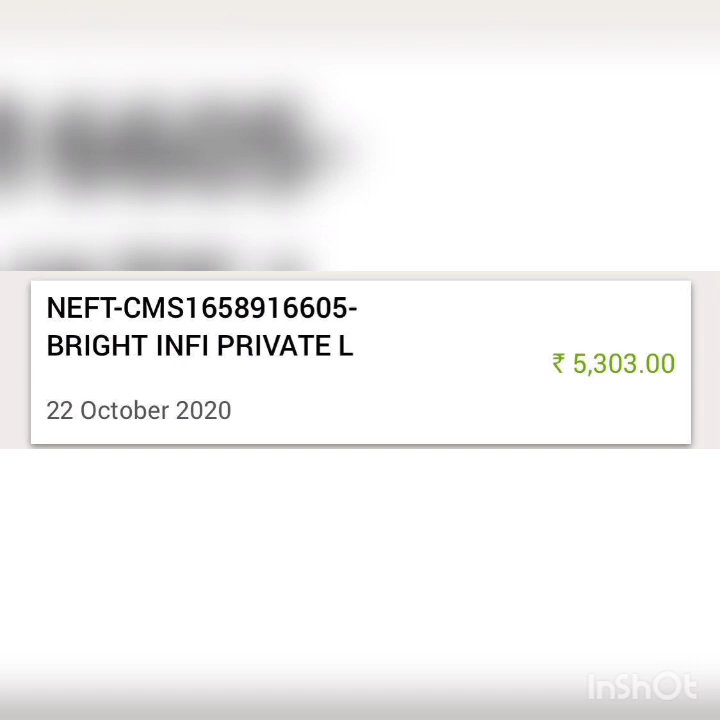 NEFT-CMS1658916605-
BRIGHT INFI PRIVATE L
₹ 5,303.00
22 October 2020
InShOt